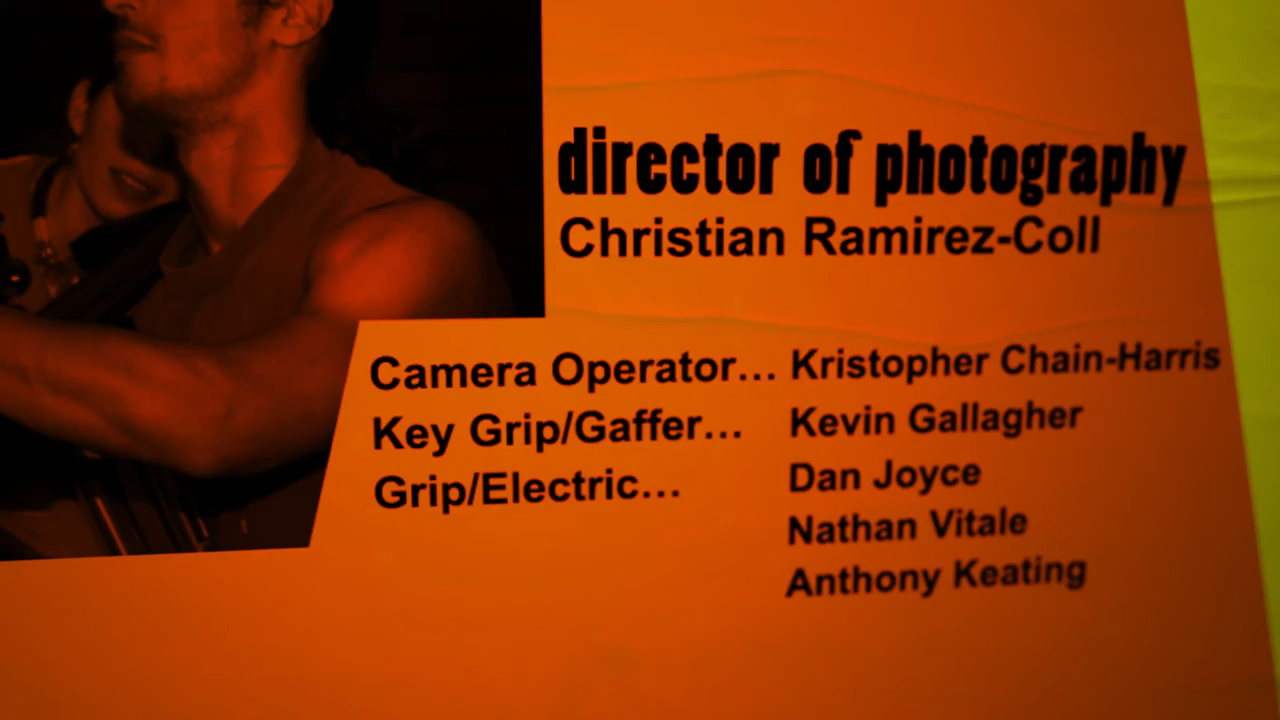 director of photography
Christian Ramirez-Coll
Camera Operator... Kristopher Chain-Harris
Key Grip/Gaffer... Kevin Gallagher
Grip/Electric... Dan Joyce
Nathan Vitale
Anthony Keating